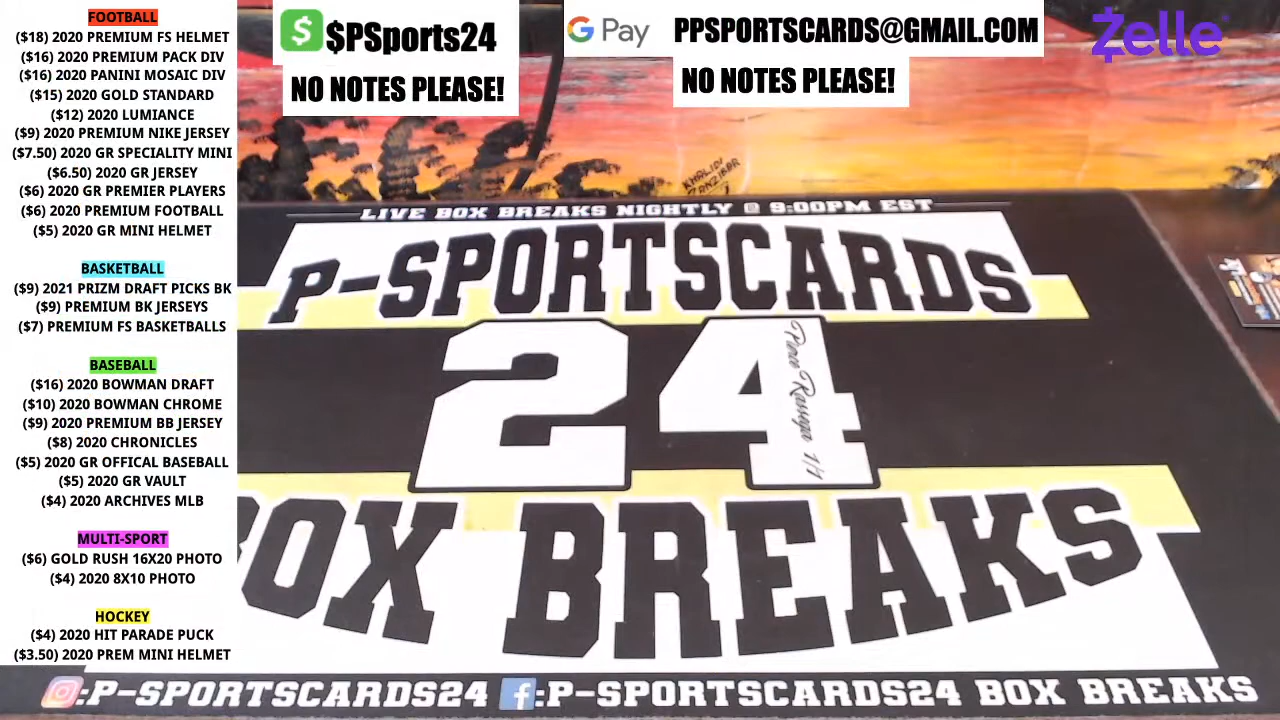 FOOTBALL
($18) 2020 PREMIUM FS HELMET
($16) 2020 PREMIUM PACK DIV
($16) 2020 PANINI MOSAIC DIV
($15) 2020 GOLD STANDARD
($12) 2020 LUMIANCE
($9) 2020 PREMIUM NIKE JERSEY
($7.50) 2020 GR SPECIALITY MINI
($6.50) 2020 GR JERSEY
($6) 2020 GR PREMIER PLAYERS
($6) 2020 PREMIUM FOOTBALL
($5) 2020 GR MINI HELMET
BASKETBALL
($9) 2021 PRIZM DRAFT PICKS BK
($9) PREMIUM BK JERSEYS
($7) PREMIUM FS BASKETBALLS
BASEBALL
($16) 2020 BOWMAN DRAFT
($10) 2020 BOWMAN CHROME
($9) 2020 PREMIUM BB JERSEY
($8) 2020 CHRONICLES
($5) 2020 GR OFFICAL BASEBALL
($5) 2020 GR VAULT
($4) 2020 ARCHIVES MLB
MULTI-SPORT
($6) GOLD RUSH 16X20 PHOTO
($4) 2020 8X10 PHOTO
HOCKEY
($4) 2020 HIT PARADE PUCK
($3.50) 2020 PREM MINI HELMET
$PSports24
NO NOTES PLEASE!
G Pay PPSPORTSCARDS@GMAIL.COM
NO NOTES PLEASE!
Zelle
KHALIDI
ZANZIBAR
LIVE BOX BREAKS NIGHTLY @ 9:00PM EST
P-SPORTSCARDS
24
1/1
BOX BREAKS
:P-SPORTSCARDS24 :P-SPORTSCARDS24 BOX BREAKS